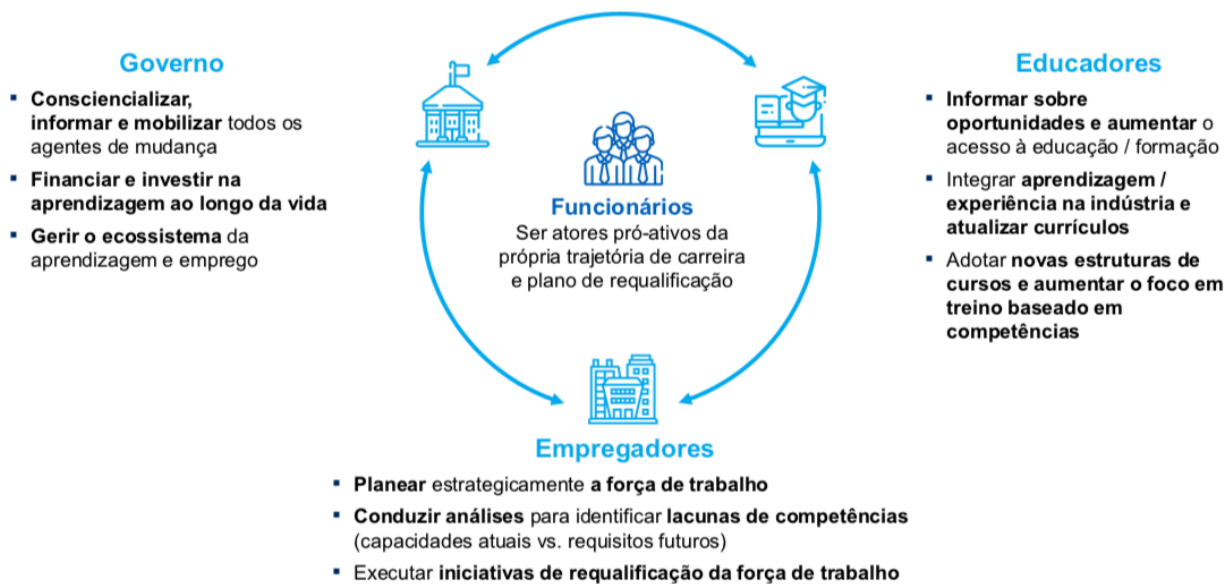 Governo
▪ Consciencializar,
informar e mobilizar todos os
agentes de mudança
▪ Financiar e investir na
aprendizagem ao longo da vida
▪ Gerir o ecossistema da
aprendizagem e emprego
Funcionários
Ser atores pró-ativos da
própria trajetória de carreira
e plano de requalificação
Educadores
▪ Informar sobre
oportunidades e aumentar o
acesso à educação / formação
▪ Integrar aprendizagem /
experiência na indústria e
atualizar currículos
▪ Adotar novas estruturas de
cursos e aumentar o foco em
treino baseado em
competências
Empregadores
▪ Planear estrategicamente a força de trabalho
▪ Conduzir análises para identificar lacunas de competências
(capacidades atuais vs. requisitos futuros)
▪ Executar iniciativas de requalificação da força de trabalho